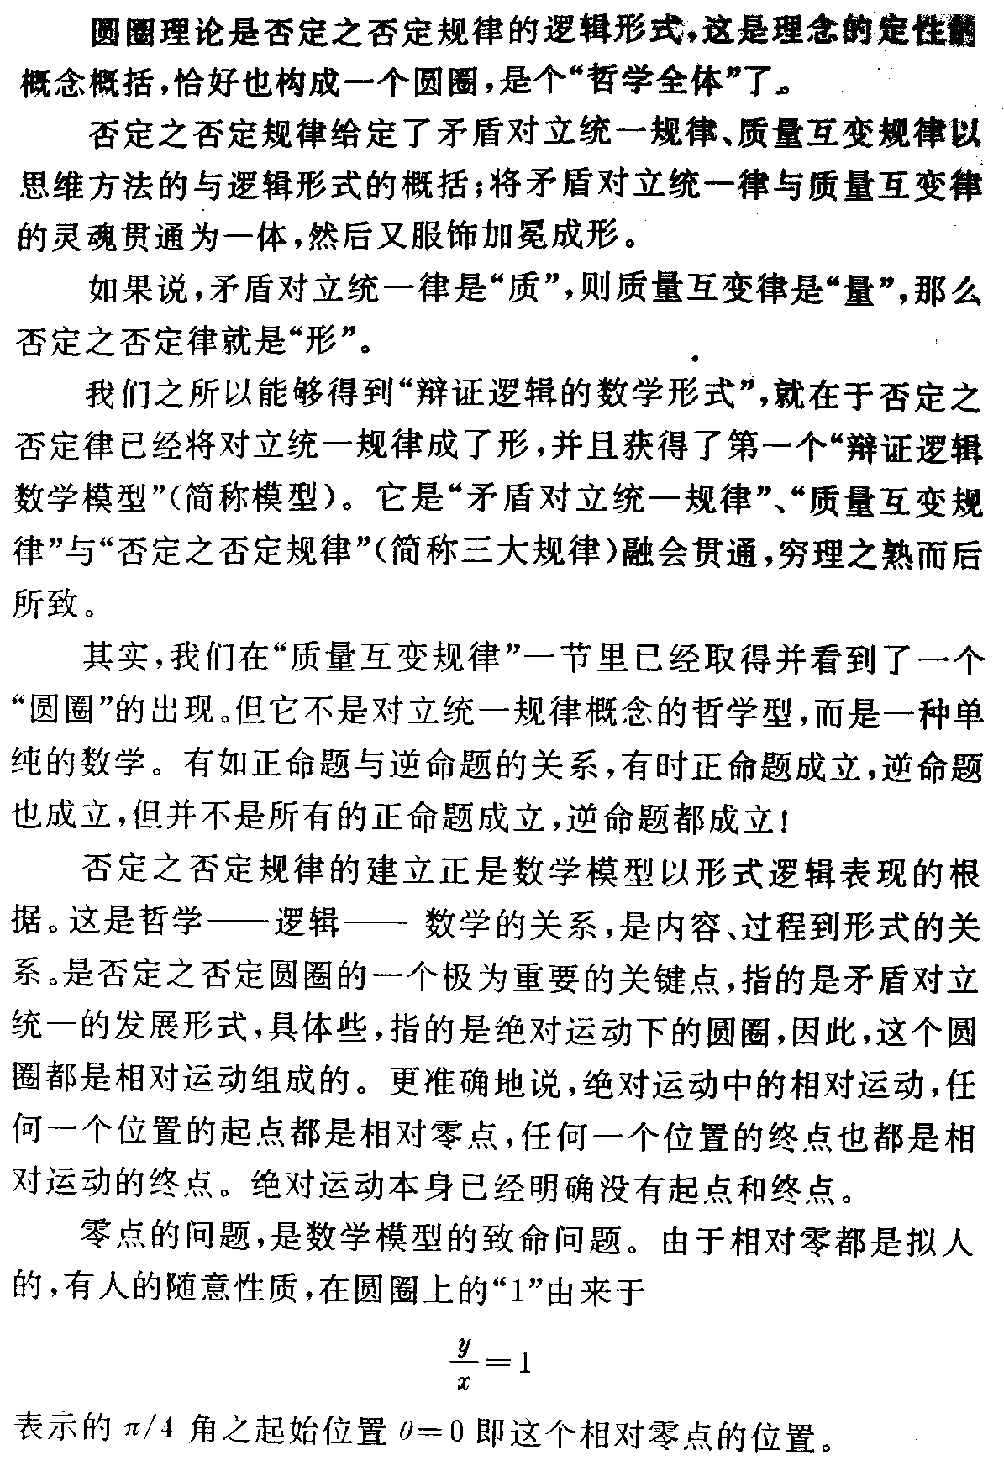 圆圈理论是否定之否定规律的逻辑形式，这是理念的定性的
概念概括，恰好也构成一个圆圈，是个“哲学全体”了。
否定之否定规律给定了矛盾对立统一规律、质量互变规律以
思维方法的与逻辑形式的概括；将矛盾对立统一律与质量互变律
的灵魂贯通为一体，然后又服饰加冕成形。
如果说，矛盾对立统一律是“质”，则质量互变律是“量”，那么
否定之否定律就是“形”。
我们之所以能够得到“辩证逻辑的数学形式”，就在于否定之
否定律已经将对立统一规律成了形，并且获得了第一个“辩证逻辑
数学模型”（简称模型）。它是“矛盾对立统一规律”、“质量互变规
律”与“否定之否定规律”（简称三大规律）融会贯通，穷理之熟而后
所致。
其实，我们在“质量互变规律”一节里已经取得并看到了一个
“圆圈”的出现。但它不是对立统一规律概念的哲学型，而是一种单
纯的数学。有如正命题与逆命题的关系，有时正命题成立，逆命题
也成立，但并不是所有的正命题成立，逆命题都成立！
否定之否定规律的建立正是数学模型以形式逻辑表现的根
据。这是哲学——逻辑—— 数学的关系，是内容、过程到形式的关
系。是否定之否定圆圈的一个极为重要的关键点，指的是矛盾对立
统一的发展形式，具体些，指的是绝对运动下的圆圈，因此，这个圆
圈都是相对运动组成的。更准确地说，绝对运动中的相对运动，任
何一个位置的起点都是相对零点，任何一个位置的终点也都是相
对运动的终点。绝对运动本身已经明确没有起点和终点。
零点的问题，是数学模型的致命问题。由于相对零都是拟人
的，有人的随意性质，在圆圈上的“1”由来于
y/x=1
表示的 π/4 角之起始位置 θ=0 即这个相对零点的位置。